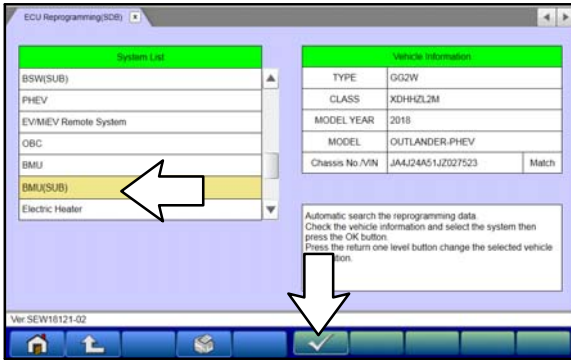 ECU Reprogramming(SDB) x
System List
BSW(SUB)
PHEV
EV/MiEV Remote System
OBC
BMU
BMU(SUB)
Electric Heater
Vehicle Information
TYPE GG2W
CLASS XDHHZL2M
MODEL YEAR 2018
MODEL OUTLANDER-PHEV
Chassis No./VIN JA4J24A51JZ027523 Match
Automatic search the reprogramming data.
Check the vehicle information and select the system then
press the OK button.
Press the return one level button change the selected vehicle
Ver.SEW16121-02